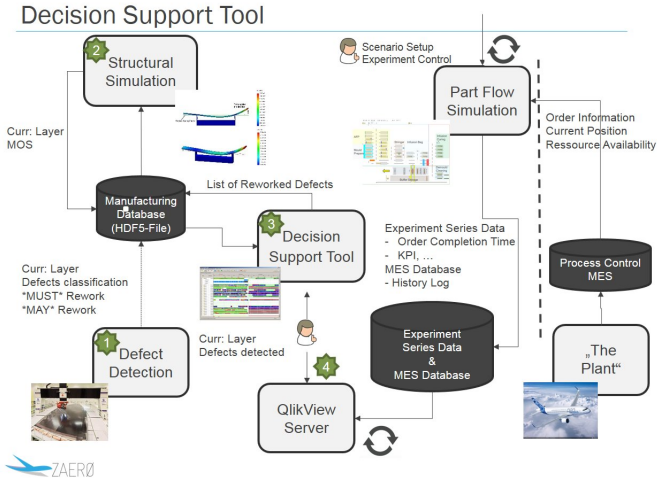 Decision Support Tool
2
Structural
Simulation
Scenario Setup
Experiment Control
Part Flow
Simulation
Order Information
Current Position
Ressource Availability
Curr: Layer
MOS
List of Reworked Defects
Manufacturing
Database
(HDF5-File)
3
Decision
Support Tool
Experiment Series Data
- Order Completion Time
- KPI, ...
MES Database
- History Log
Process Control
MES
Curr: Layer
Defects classification
*MUST* Rework
*MAY* Rework
1
Defect
Detection
Curr: Layer
Defects detected
4
Experiment
Series Data
&
MES Database
„The
Plant“
QlikView
Server
ZAERØ